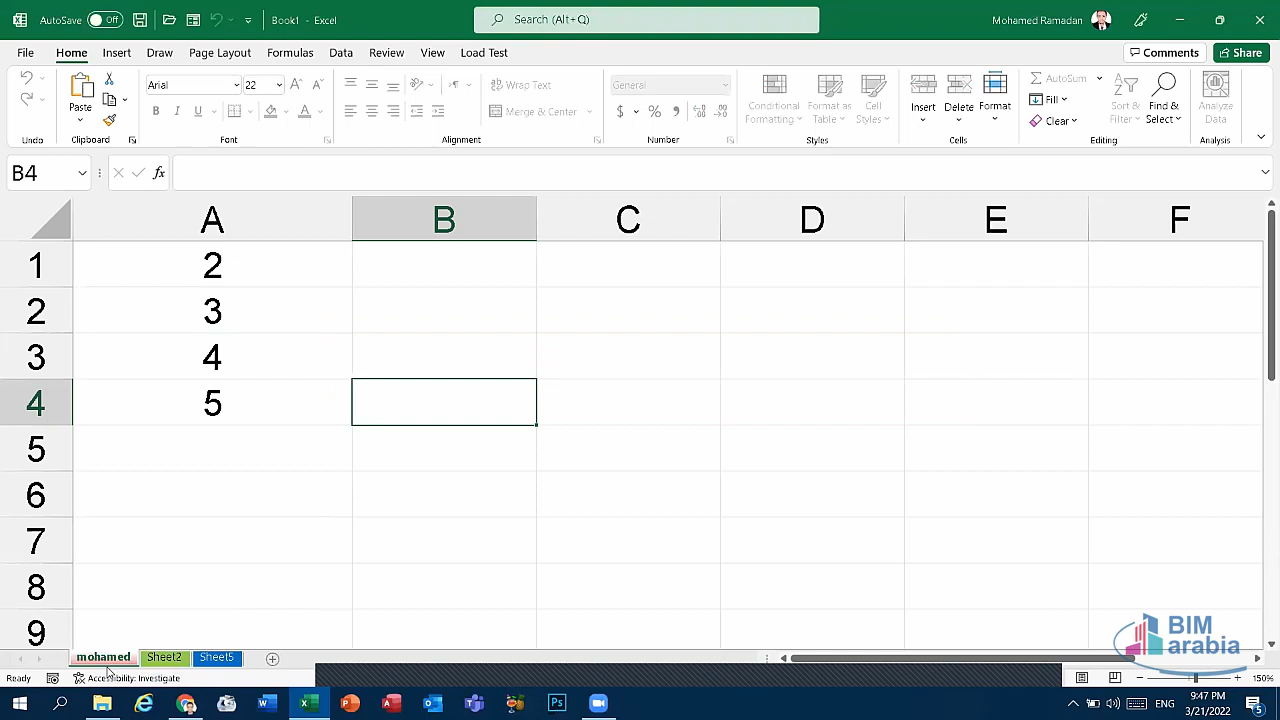 AutoSave Off Book1 - Excel Search (Alt+Q) Mohamed Ramadan
File Home Insert Draw Page Layout Formulas Data Review View Load Test Comments Share
Arial 22 Wrap Text General AutoSum
Paste Merge & Center $ % Conditional Formatting Format as Table Cell Styles Insert Delete Format Fill Sort & Filter Find & Select Analyze Data
B I U Clear
Undo Clipboard Font Alignment Number Styles Cells Editing Analysis
B4 fx
A B C D E F
1 2
2 3
3 4
4 5
5
6
7
8
9
BIM
arabia
mohamed Sheet2 Sheet5
Ready Accessibility: Investigate 150%
ENG 9:47 PM
3/21/2022 5